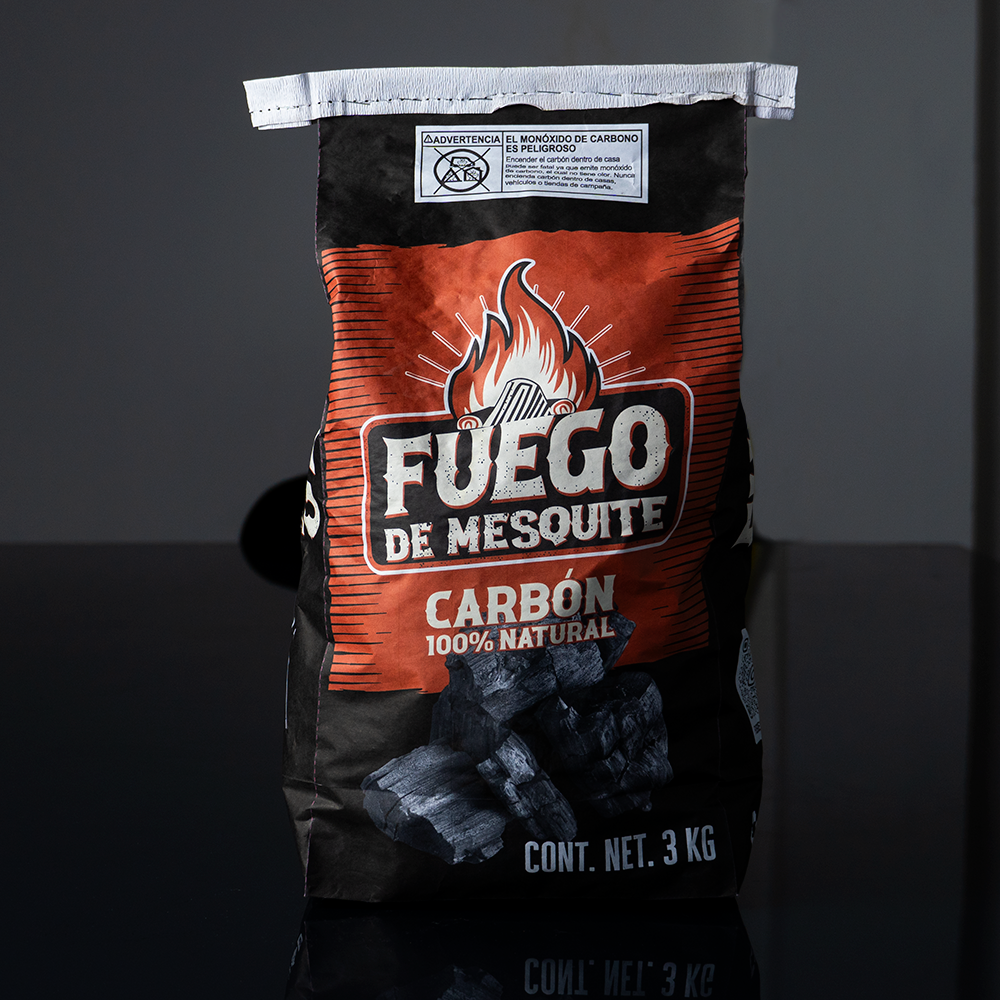 ADVERTENCIA
EL MONÓXIDO DE CARBONO
ES PELIGROSO
Encender el carbón dentro de casa
puede ser fatal ya que emite monóxido
de carbono, el cual no tiene olor. Nunca
encienda carbón dentro de casas,
vehículos o tiendas de campaña.
FUEGO
DE MESQUITE
CARBÓN
100% NATURAL
CONT. NET. 3 KG